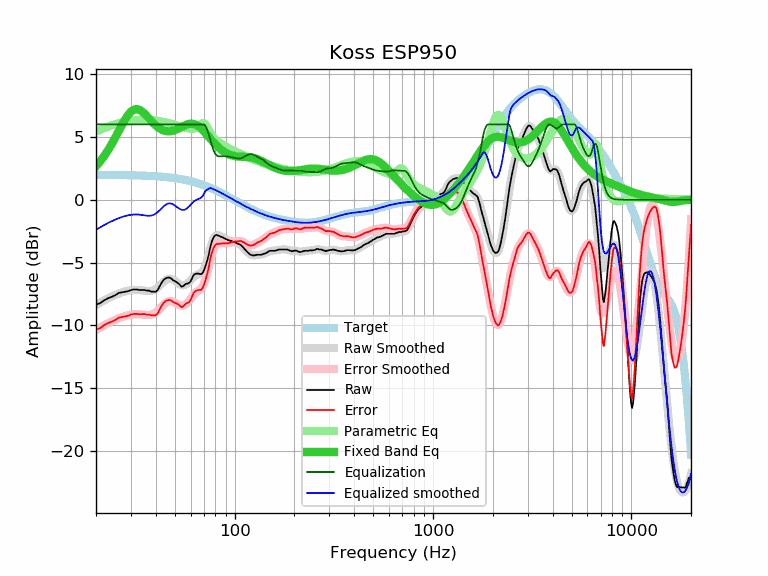 Koss ESP950
10
5
0
−5
−10
−15
−20
Amplitude (dBr)
Target
Raw Smoothed
Error Smoothed
Raw
Error
Parametric Eq
Fixed Band Eq
Equalization
Equalized smoothed
100
1000
10000
Frequency (Hz)